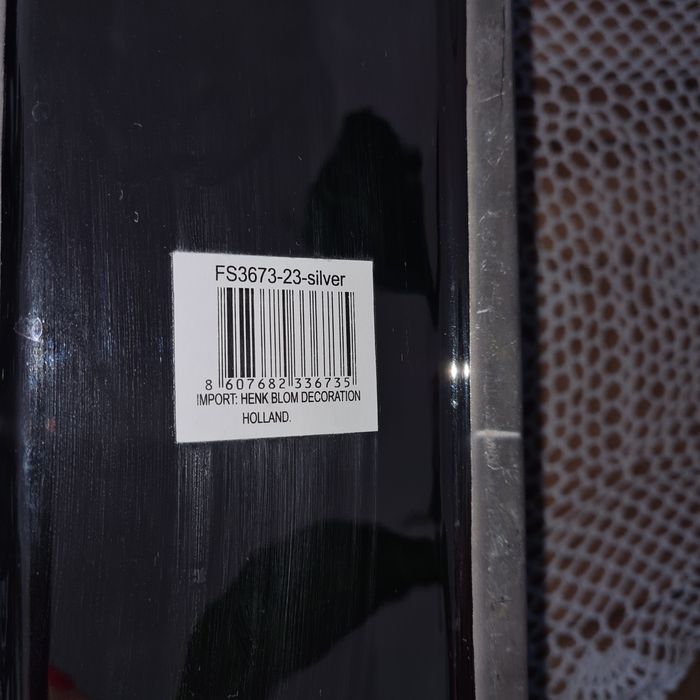 FS3673-23-silver
8 607682 336735
IMPORT: HENK BLOM DECORATION
HOLLAND.